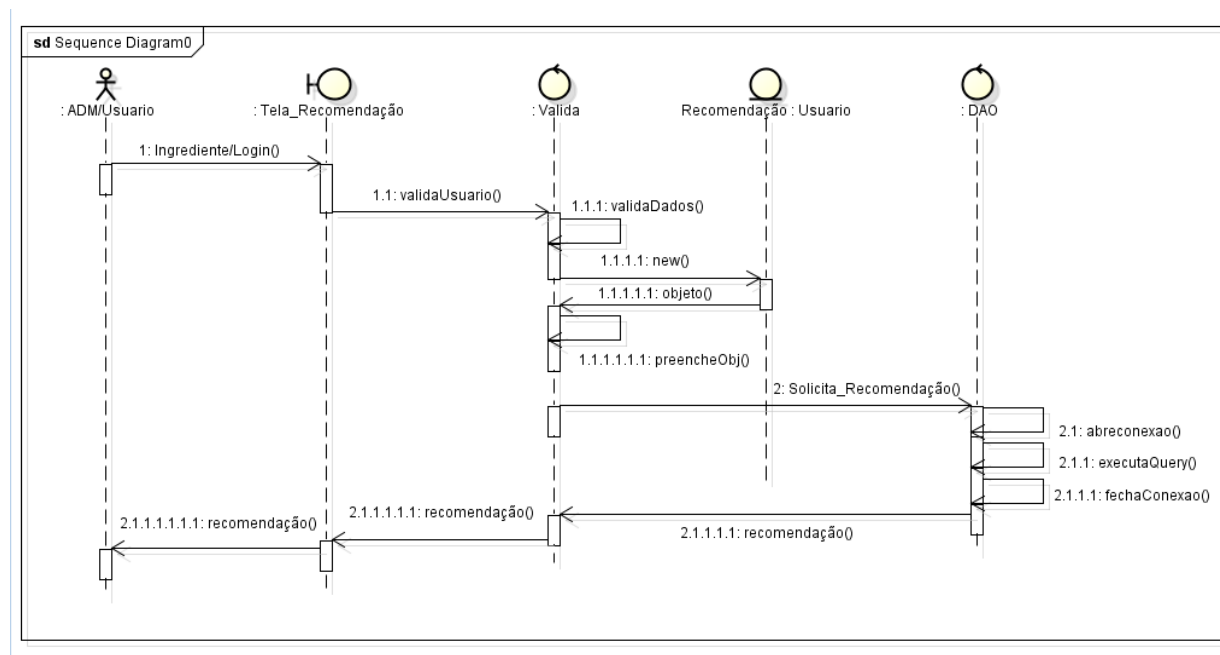 sd Sequence Diagram0
: ADM/Usuario
: Tela_Recomendação
: Valida
Recomendação : Usuario
: DAO
1: Ingrediente/Login()
1.1: validaUsuario()
1.1.1: validaDados()
1.1.1.1: new()
1.1.1.1.1: objeto()
1.1.1.1.1.1: preencheObj()
2: Solicita_Recomendação()
2.1: abreconexao()
2.1.1: executaQuery()
2.1.1.1: fechaConexao()
2.1.1.1.1: recomendação()
2.1.1.1.1.1: recomendação()
2.1.1.1.1.1.1: recomendação()